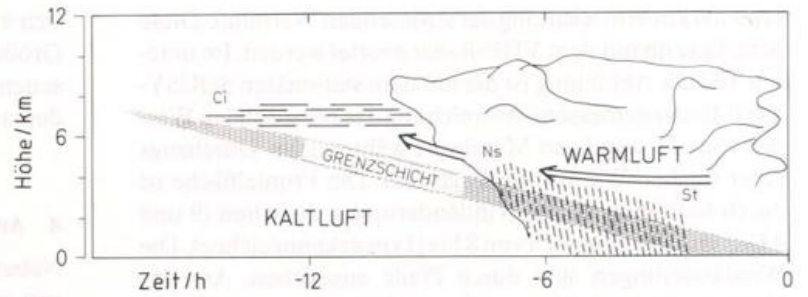 Höhe/km
12
6
0
Ci
Ns
GRENZSCHICHT
WARMLUFT
St
KALTLUFT
Zeit/h
-12
-6
0